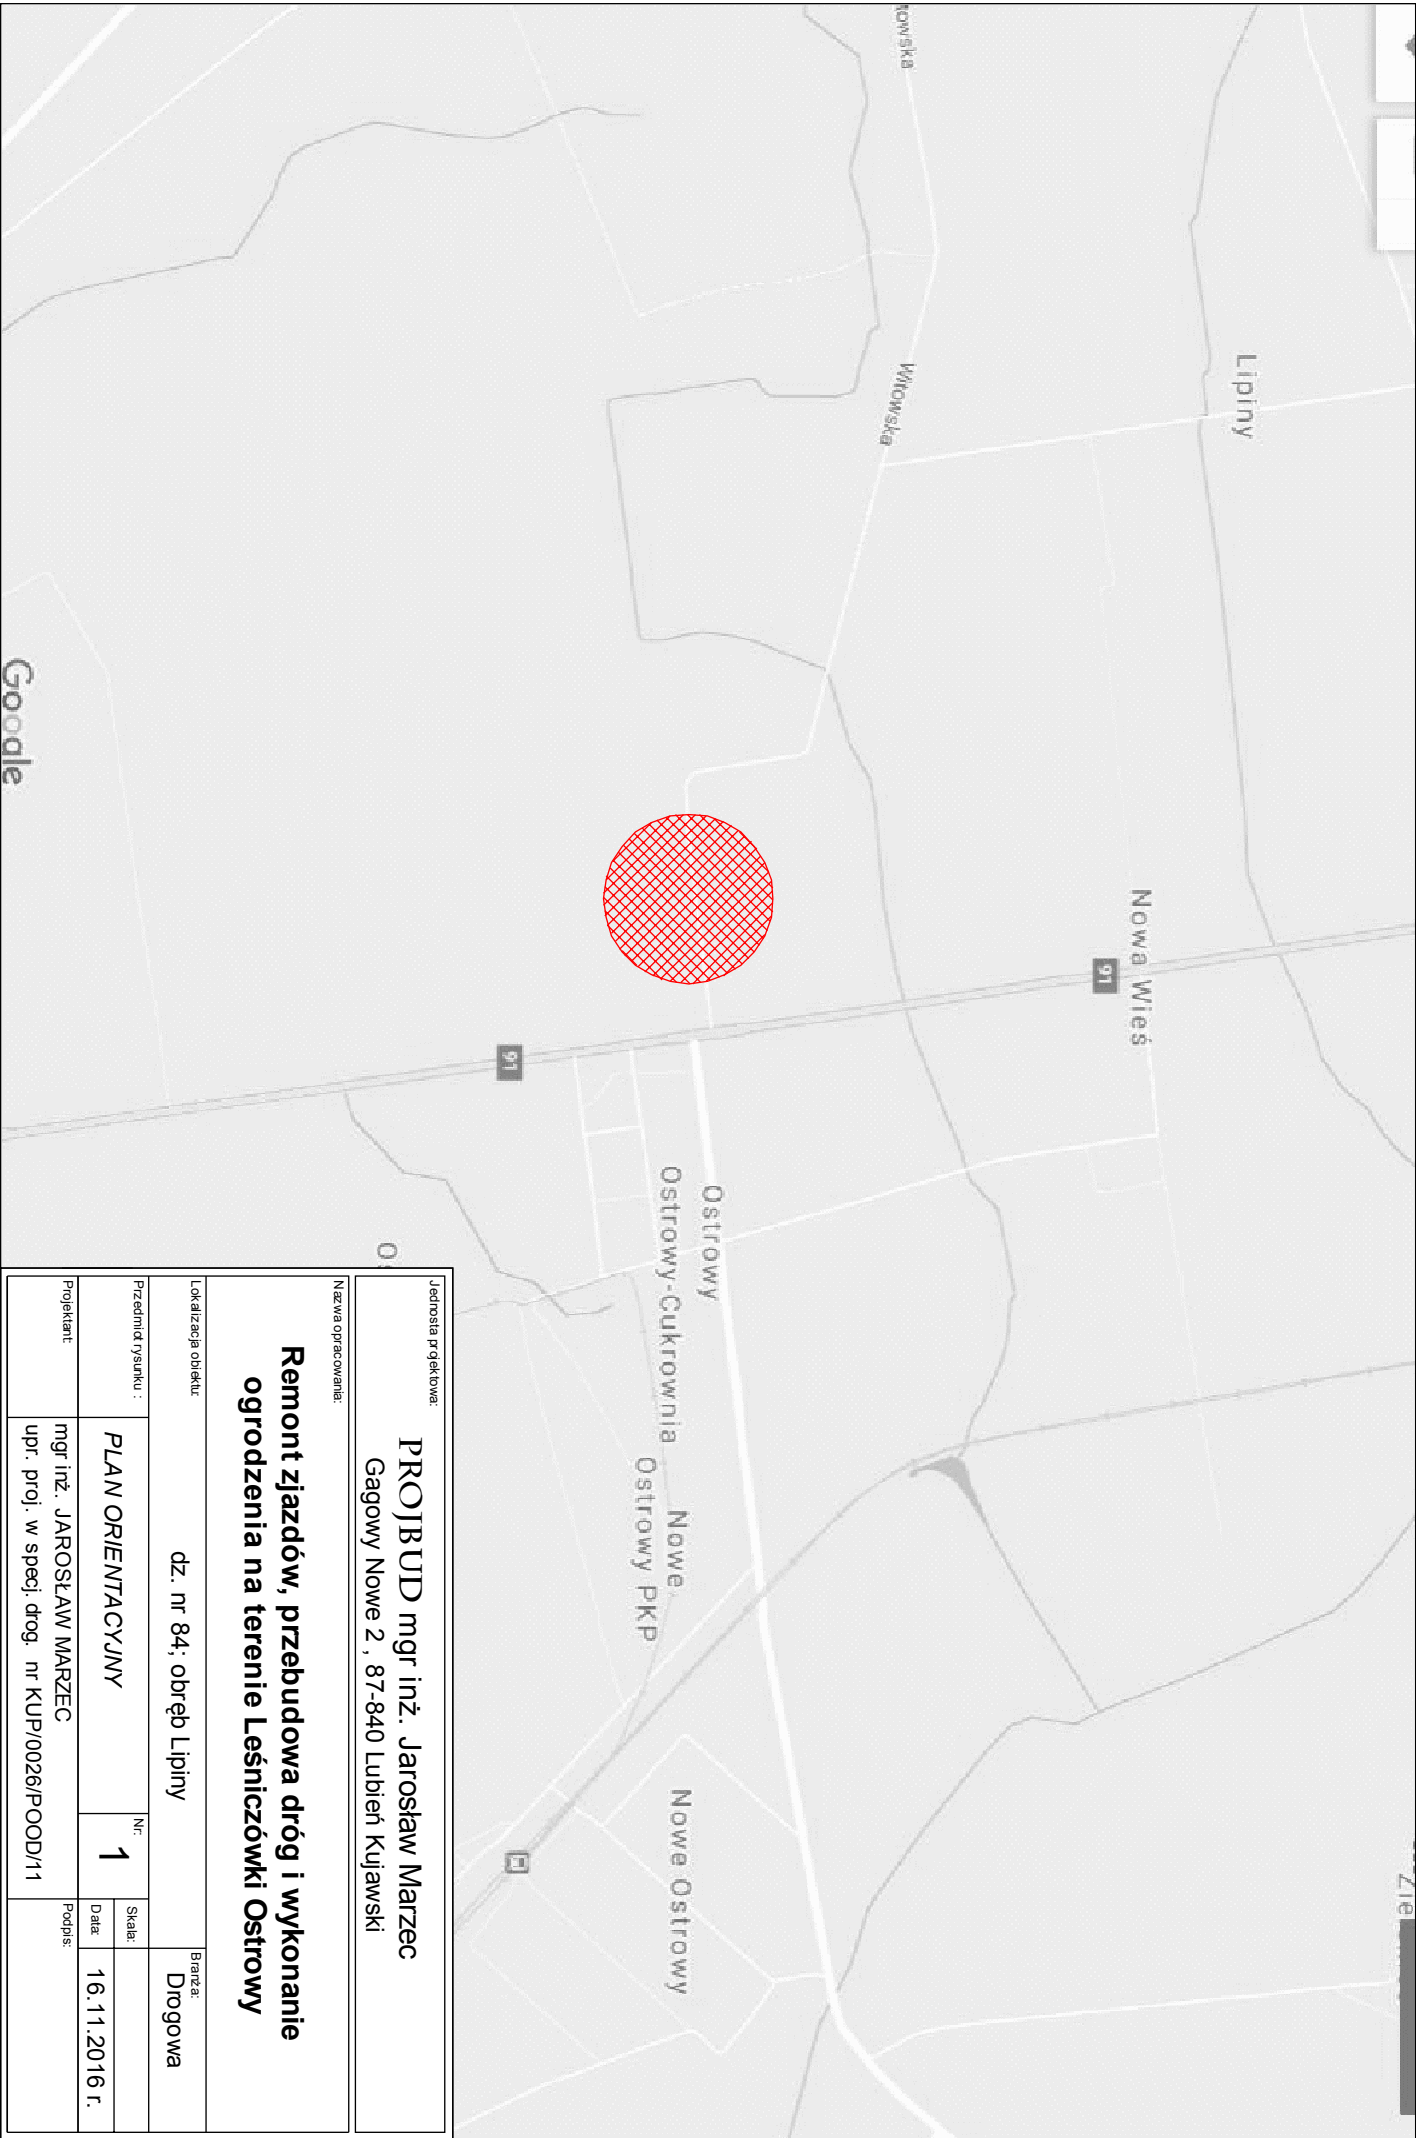 Lipiny
Witowska
Nowa Wieś
91
91
Ostrowy
Ostrowy-Cukrownia
Nowe
Ostrowy PKP
Nowe Ostrowy
Google
Jednosta projektowa:
PROJBUD mgr inż. Jarosław Marzec
Gagowy Nowe 2 , 87-840 Lubień Kujawski
Nazwa opracowania:
Remont zjazdów, przebudowa dróg i wykonanie
ogrodzenia na terenie Leśniczówki Ostrowy
Lokalizacja obiektu:
dz. nr 84; obręb Lipiny
Branża:
Drogowa
Przedmiot rysunku :
PLAN ORIENTACYJNY
Nr:
1
Skala:
Data:
16.11.2016 r.
Projektant:
mgr inż. JAROSŁAW MARZEC
upr. proj. w specj. drog. nr KUP/0026/POOD/11
Podpis: